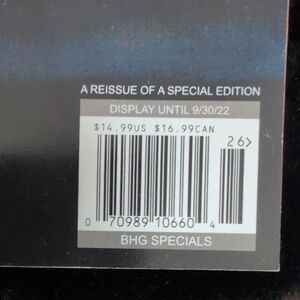 A REISSUE OF A SPECIAL EDITION
DISPLAY UNTIL 9/30/22
$14.99US $16.99CAN
26>
0 70989 10660 4
BHG SPECIALS